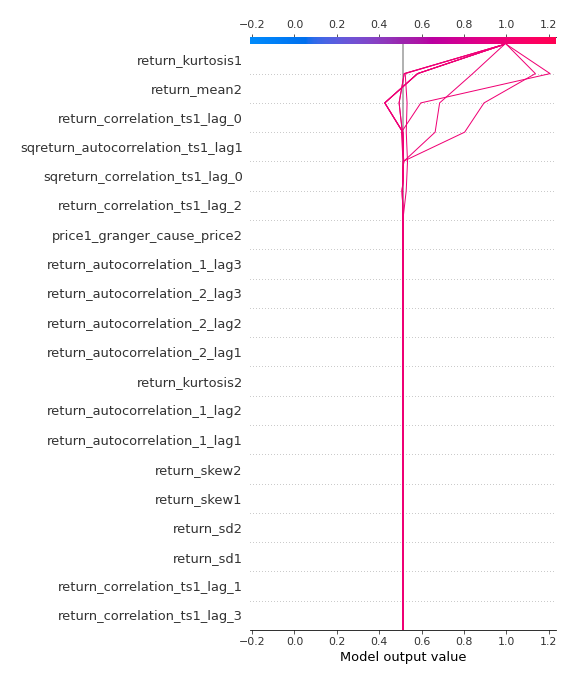 −0.2 0.0 0.2 0.4 0.6 0.8 1.0 1.2
return_kurtosis1
return_mean2
return_correlation_ts1_lag_0
sqreturn_autocorrelation_ts1_lag1
sqreturn_correlation_ts1_lag_0
return_correlation_ts1_lag_2
price1_granger_cause_price2
return_autocorrelation_1_lag3
return_autocorrelation_2_lag3
return_autocorrelation_2_lag2
return_autocorrelation_2_lag1
return_kurtosis2
return_autocorrelation_1_lag2
return_autocorrelation_1_lag1
return_skew2
return_skew1
return_sd2
return_sd1
return_correlation_ts1_lag_1
return_correlation_ts1_lag_3
−0.2 0.0 0.2 0.4 0.6 0.8 1.0 1.2
Model output value